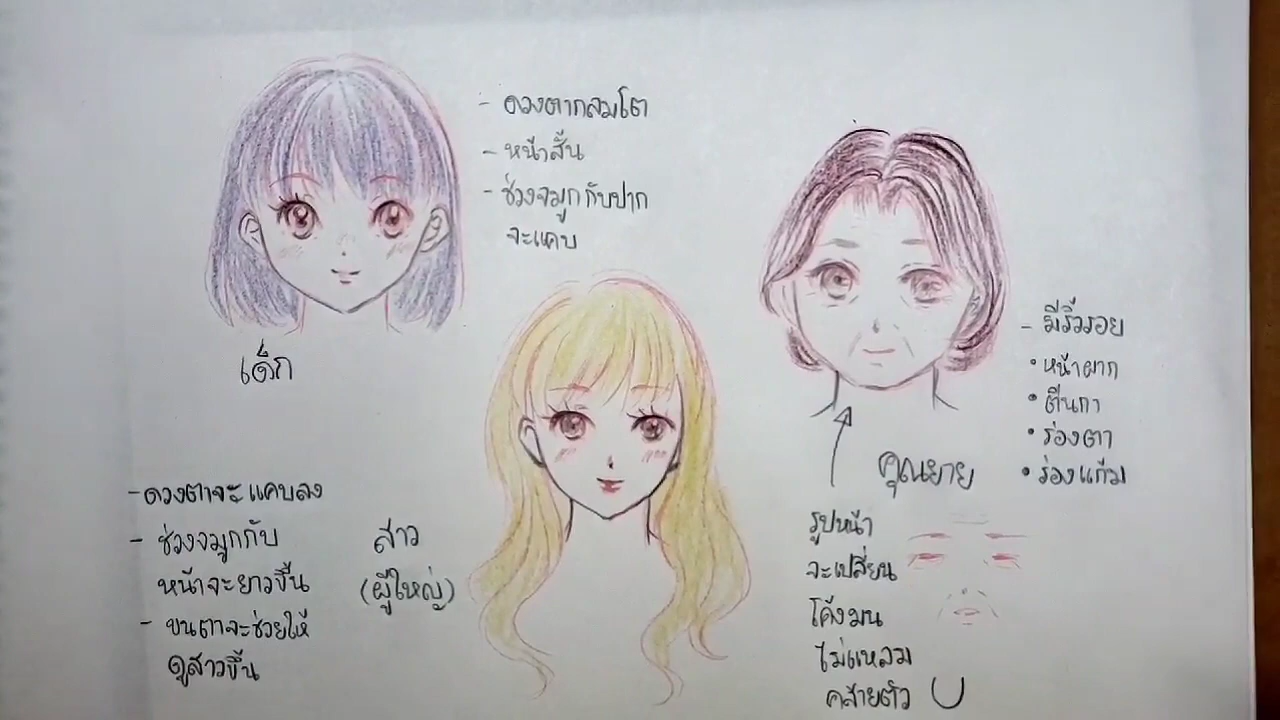 - ดวงตากลมโต
- หน้าสั้น
- ช่วงจมูกกับปาก
จะแคบ
เด็ก
- ดวงตาจะแคบลง
- ช่วงจมูกกับ
หน้าจะยาวขึ้น
- ขนตาจะช่วยให้
ดูสาวขึ้น
สาว
(ผู้ใหญ่)
- มีริ้วรอย
• หน้าผาก
• ตีนกา
• ร่องตา
• ร่องแก้ม
คุณยาย
รูปหน้า
จะเปลี่ยน
โค้งมน
ไม่แหลม
คล้ายตัว U